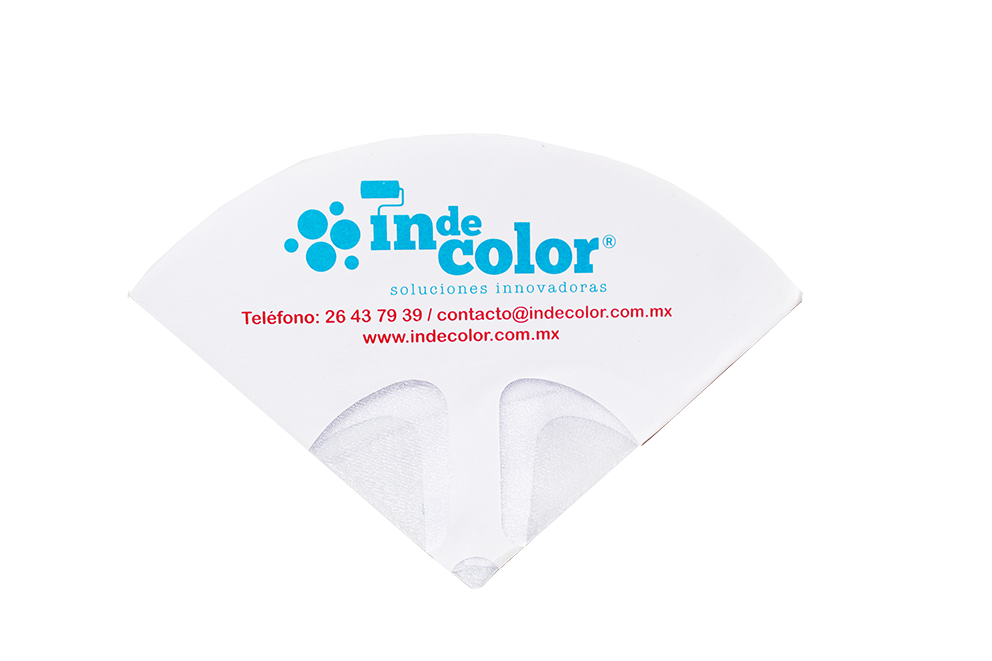 in de
color®
soluciones innovadoras
Teléfono: 26 43 79 39 / contacto@indecolor.com.mx
www.indecolor.com.mx